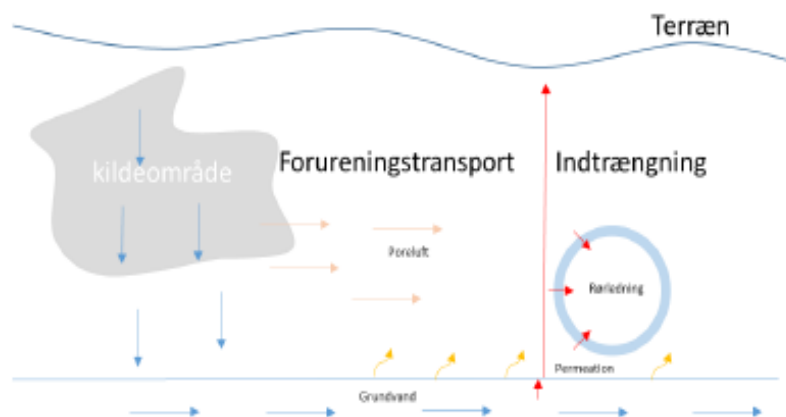 Terræn
kildeområde
Forureningstransport
Indtrængning
Poreluft
Rørledning
Permeation
Grundvand